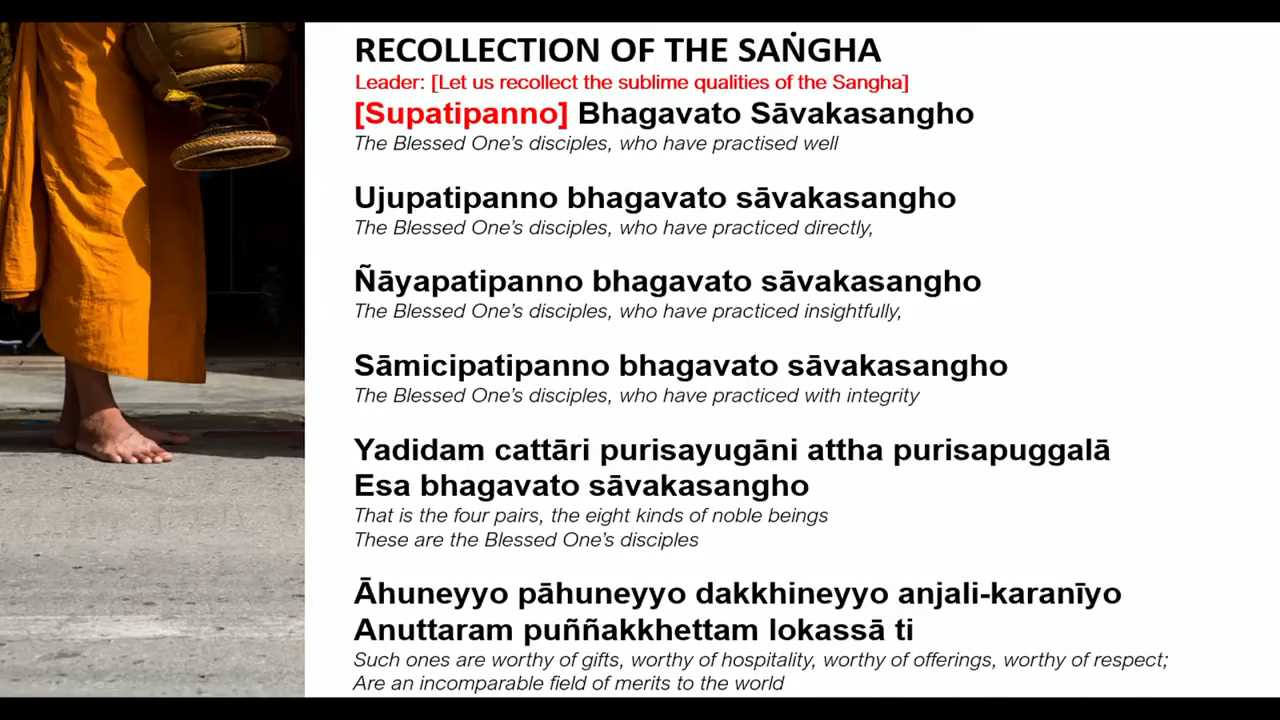 RECOLLECTION OF THE SAṄGHA
Leader: [Let us recollect the sublime qualities of the Sangha]
[Supatipanno] Bhagavato Sāvakasangho
The Blessed One's disciples, who have practised well
Ujupatipanno bhagavato sāvakasangho
The Blessed One's disciples, who have practiced directly,
Ñāyapatipanno bhagavato sāvakasangho
The Blessed One's disciples, who have practiced insightfully,
Sāmicipatipanno bhagavato sāvakasangho
The Blessed One's disciples, who have practiced with integrity
Yadidam cattāri purisayugāni attha purisapuggalā
Esa bhagavato sāvakasangho
That is the four pairs, the eight kinds of noble beings
These are the Blessed One's disciples
Āhuneyyo pāhuneyyo dakkhineyyo anjali-karanīyo
Anuttaram puññakkhettam lokassā ti
Such ones are worthy of gifts, worthy of hospitality, worthy of offerings, worthy of respect;
Are an incomparable field of merits to the world